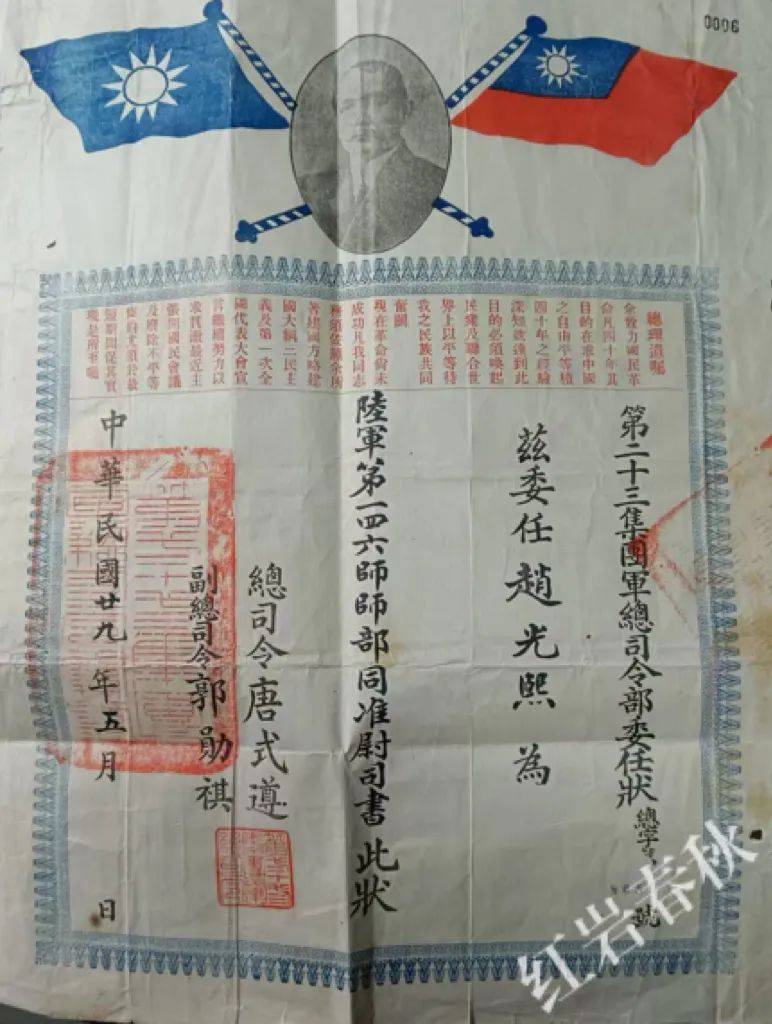 0006
總理遺囑
余致力國民革
命凡四十年其
目的在求中國
之自由平等積
四十年之經驗
深知欲達到此
目的必須喚起
民衆及聯合世
界上以平等待
我之民族共同
奮鬬
現在革命尚未
成功凡我同志
務須依照余所
著建國方略建
國大綱三民主
義及第一次全
國代表大會宣
言繼續努力以
求貫徹最近主
張開國民會議
及廢除不平等
條約尤須於最
短期間促其實
現是所至囑
第二十三集團軍總司令部委任狀 總字 號
茲委任趙光熙為
陸軍第一四六師師部同准尉司書此狀
總司令唐式遵
副總司令郭勛祺
中華民國廿九年五月 日
红岩春秋